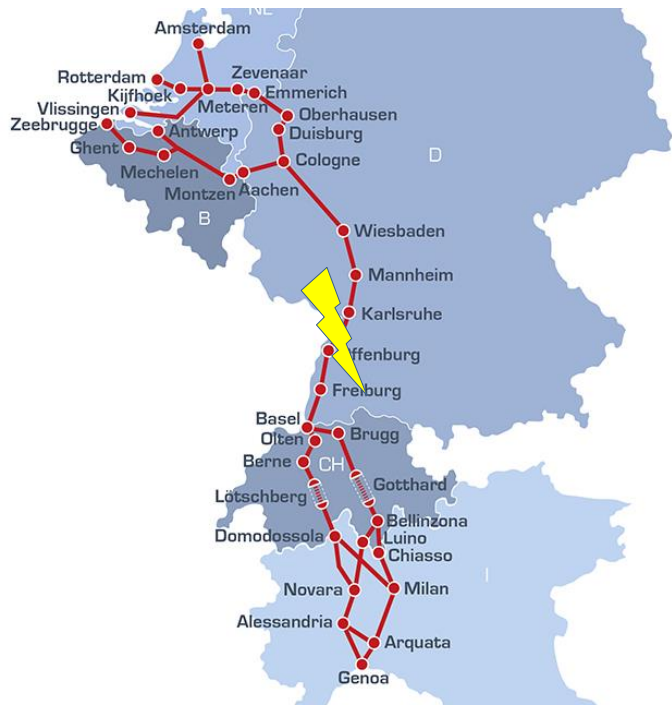 NL
Amsterdam
Rotterdam
Zevenaar
Kijfhoek
Emmerich
Meteren
Vlissingen
Oberhausen
Zeebrugge
Antwerp
Duisburg
Ghent
D
Cologne
Mechelen
Aachen
Montzen
B
Wiesbaden
Mannheim
Karlsruhe
ffenburg
Freiburg
Basel
Brugg
Olten
Berne
CH
Gotthard
Lötschberg
Bellinzona
Domodossola
Luino
Chiasso
I
Novara
Milan
Alessandria
Arquata
Genoa